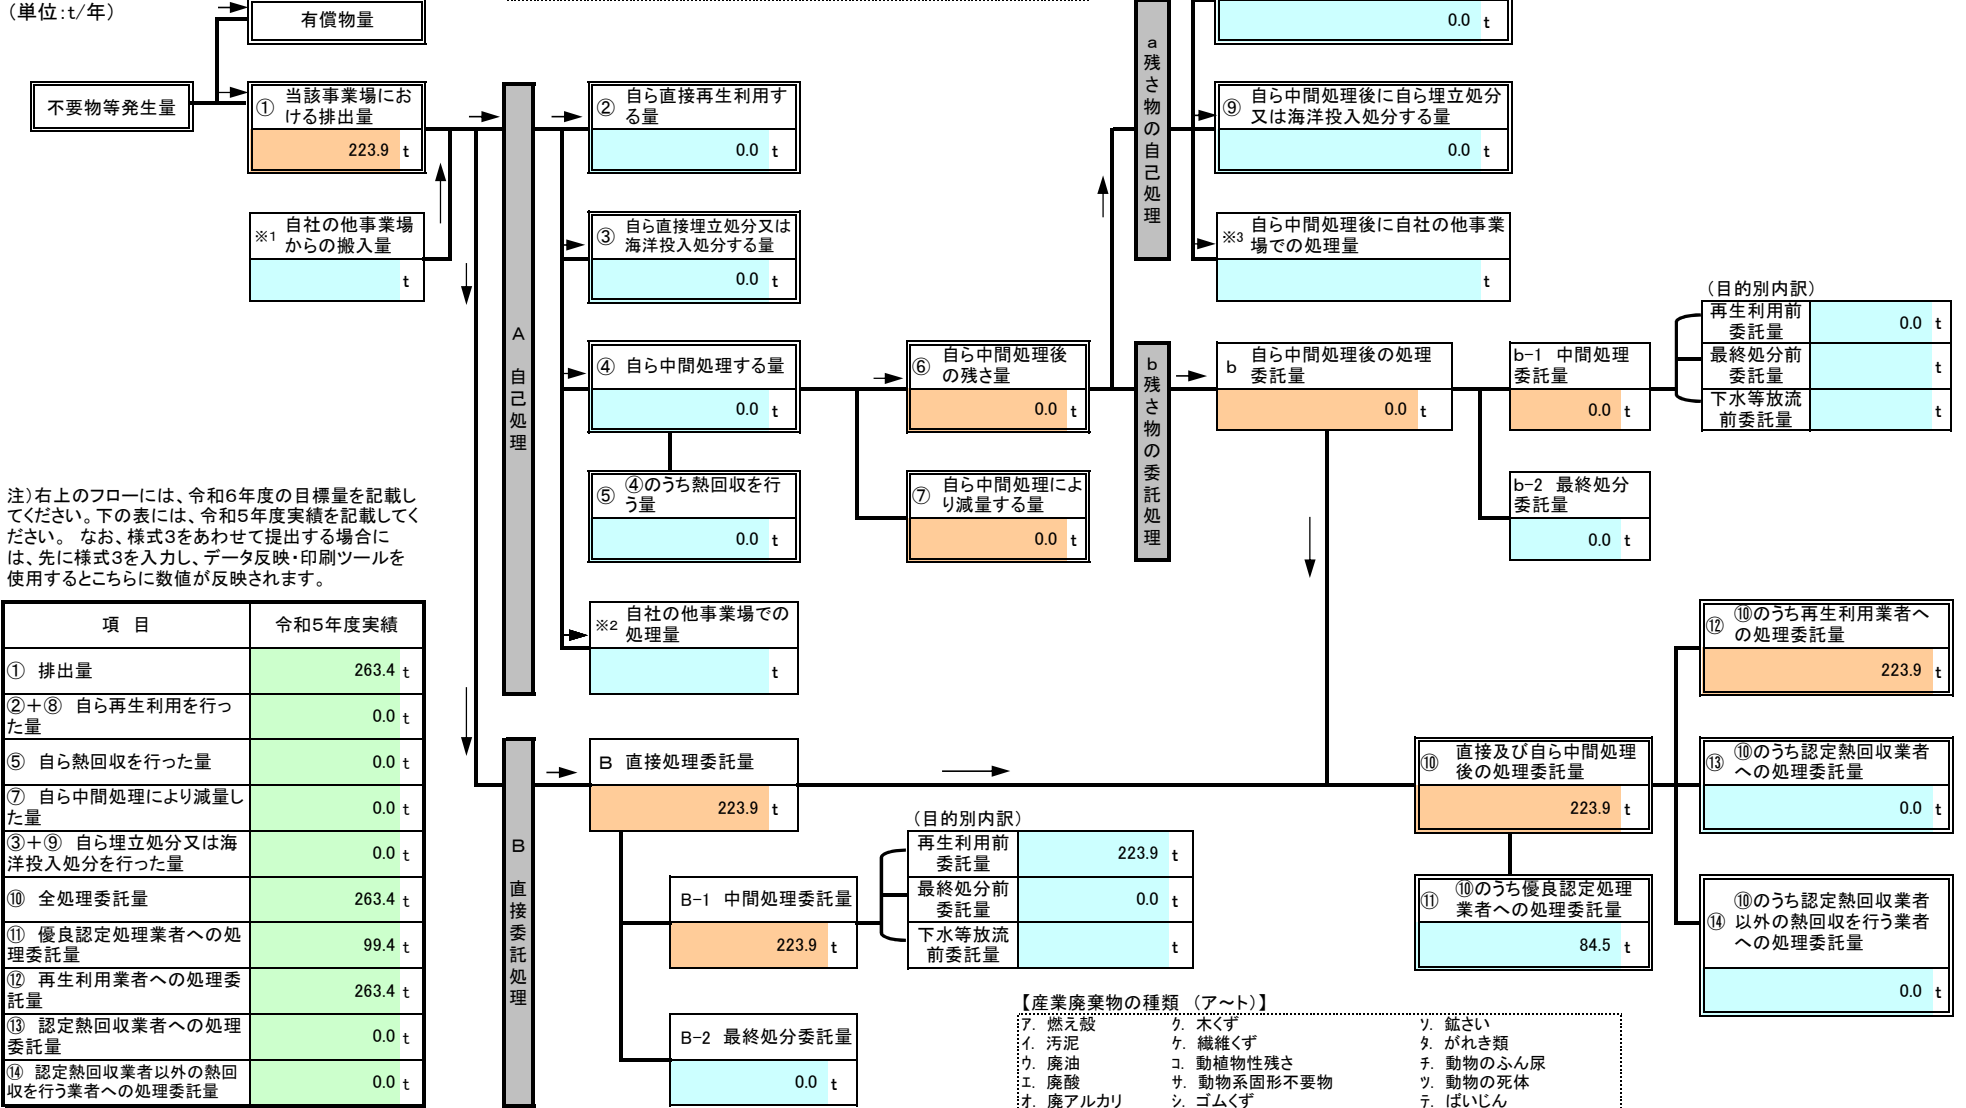 （単位:t/年）
有償物量
不要物等発生量
① 当該事業場にお
ける排出量
223.9 t
※1 自社の他事業場
からの搬入量
t
A 自己処理
② 自ら直接再生利用す
る量
0.0 t
③ 自ら直接埋立処分又は
海洋投入処分する量
0.0 t
④ 自ら中間処理する量
0.0 t
⑤ ④のうち熱回収を行
う量
0.0 t
※2 自社の他事業場での
処理量
t
⑥ 自ら中間処理後
の残さ量
0.0 t
⑦ 自ら中間処理によ
り減量する量
0.0 t
a 残さ物の自己処理
0.0 t
⑨ 自ら中間処理後に自ら埋立処分
又は海洋投入処分する量
0.0 t
※3 自ら中間処理後に自社の他事業
場での処理量
t
b 残さ物の委託処理
b 自ら中間処理後の処理
委託量
0.0 t
b-1 中間処理
委託量
0.0 t
（目的別内訳）
再生利用前
委託量
0.0 t
最終処分前
委託量
t
下水等放流
前委託量
t
b-2 最終処分
委託量
0.0 t
注）右上のフローには、令和６年度の目標量を記載し
てください。下の表には、令和５年度実績を記載してく
ださい。 なお、様式３をあわせて提出する場合に
は、先に様式３を入力し、データ反映・印刷ツールを
使用するとこちらに数値が反映されます。
項 目 令和５年度実績
① 排出量 263.4 t
②＋⑧ 自ら再生利用を行っ
た量 0.0 t
⑤ 自ら熱回収を行った量 0.0 t
⑦ 自ら中間処理により減量し
た量 0.0 t
③＋⑨ 自ら埋立処分又は海
洋投入処分を行った量 0.0 t
⑩ 全処理委託量 263.4 t
⑪ 優良認定処理業者への処
理委託量 99.4 t
⑫ 再生利用業者への処理委
託量 263.4 t
⑬ 認定熱回収業者への処理
委託量 0.0 t
⑭ 認定熱回収業者以外の熱回
収を行う業者への処理委託量 0.0 t
B 直接委託処理
B 直接処理委託量
223.9 t
B-1 中間処理委託量
223.9 t
（目的別内訳）
再生利用前
委託量
223.9 t
最終処分前
委託量
0.0 t
下水等放流
前委託量
t
B-2 最終処分委託量
0.0 t
⑩ 直接及び自ら中間処理
後の処理委託量
223.9 t
⑪ ⑩のうち優良認定処理
業者への処理委託量
84.5 t
⑫ ⑩のうち再生利用業者へ
の処理委託量
223.9 t
⑬ ⑩のうち認定熱回収業者
への処理委託量
0.0 t
⑭ ⑩のうち認定熱回収業者
以外の熱回収を行う業者
への処理委託量
0.0 t
【産業廃棄物の種類 （ア～ト）】
ｱ. 燃え殻 ｸ. 木くず ｿ. 鉱さい
ｲ. 汚泥 ｹ. 繊維くず ﾀ. がれき類
ｳ. 廃油 ｺ. 動植物性残さ ﾁ. 動物のふん尿
ｴ. 廃酸 ｻ. 動物系固形不要物 ﾂ. 動物の死体
ｵ. 廃アルカリ ｼ. ゴムくず ﾃ. ばいじん